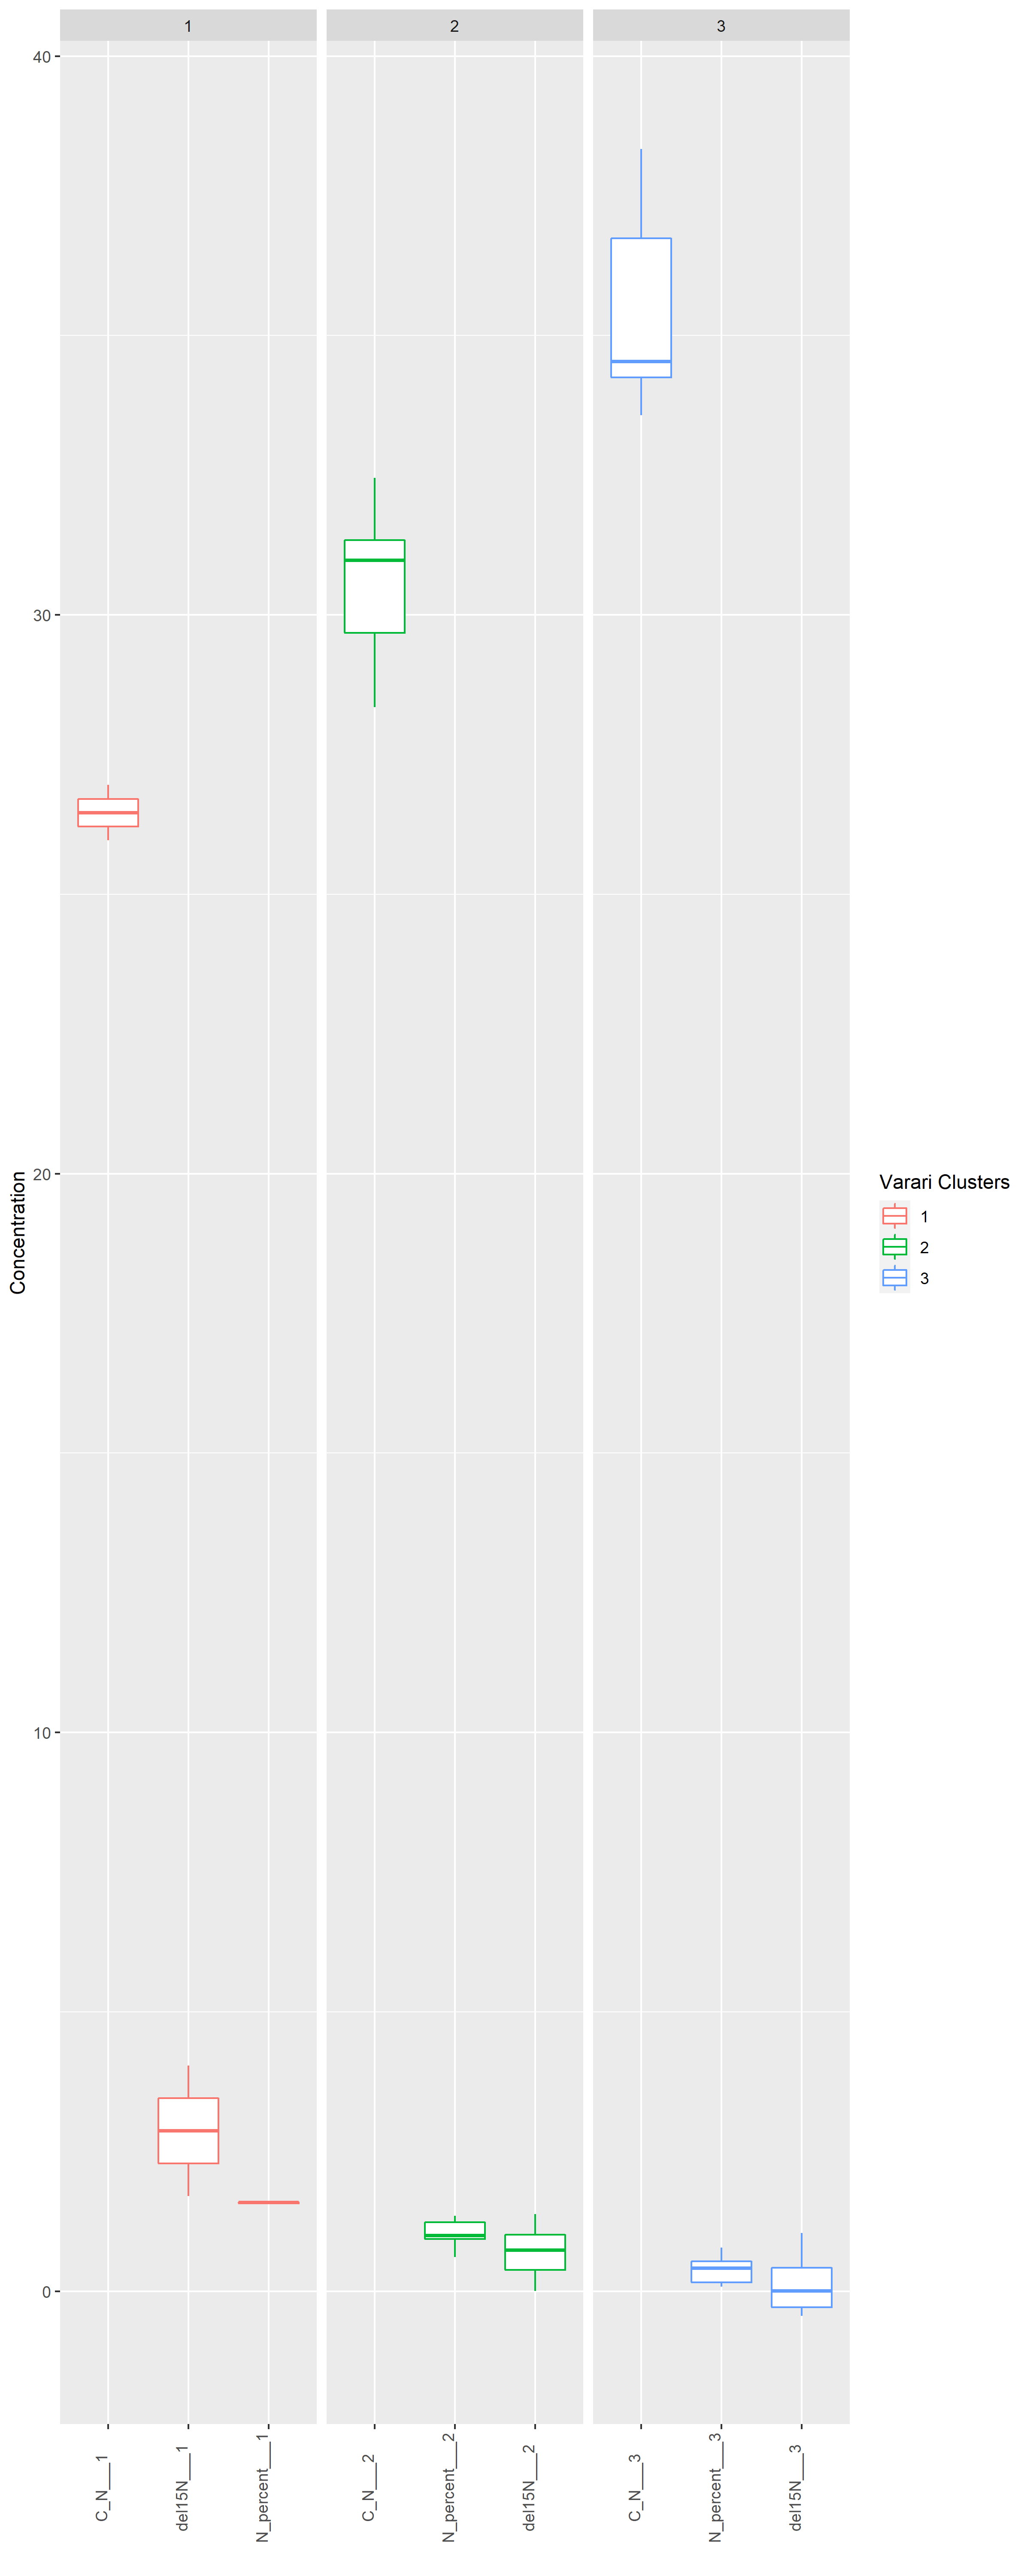 1 2 3
40
30
20
10
0
Concentration
C_N___1
del15N___1
N_percent___1
C_N___2
N_percent___2
del15N___2
C_N___3
N_percent___3
del15N___3
Varari Clusters
1
2
3